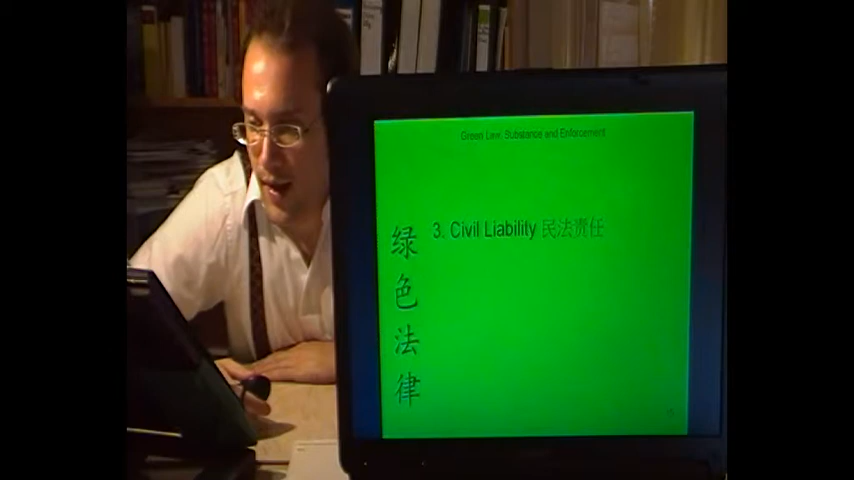 Green Law: Substance and Enforcement
3. Civil Liability 民法责任
绿
色
法
律